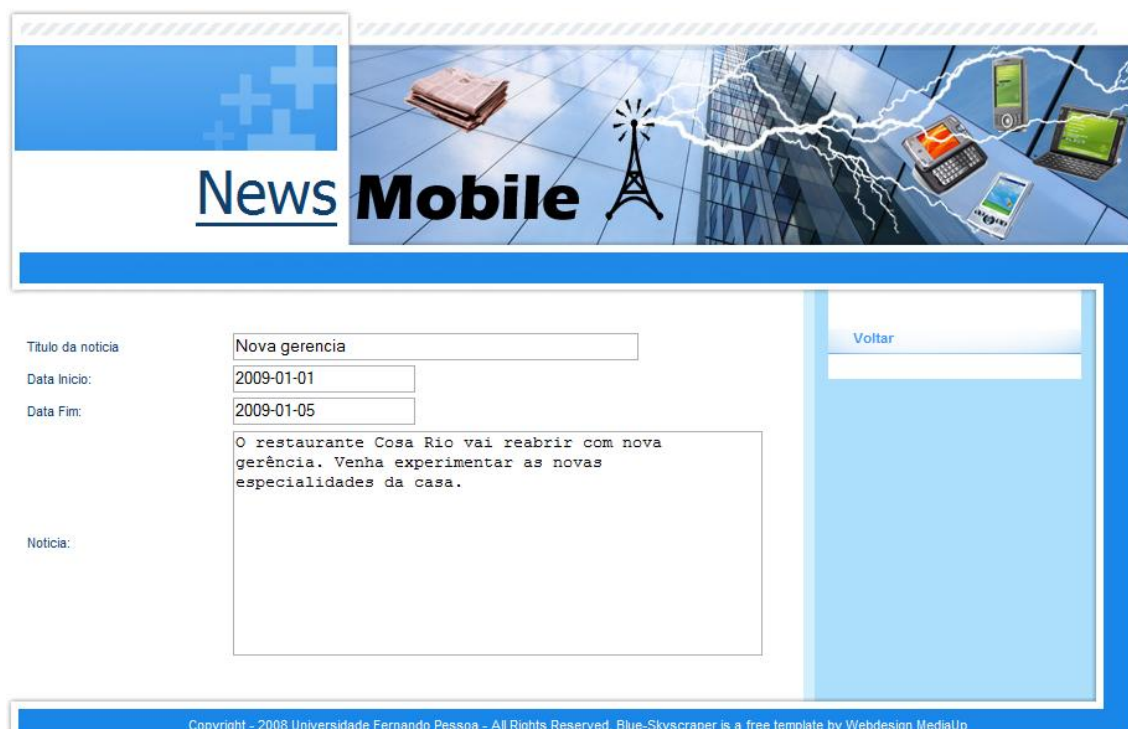 News Mobile
Titulo da noticia
Nova gerencia
Data Inicio:
2009-01-01
Data Fim:
2009-01-05
Noticia:
O restaurante Cosa Rio vai reabrir com nova
gerência. Venha experimentar as novas
especialidades da casa.
Voltar
Copyright - 2008 Universidade Fernando Pessoa - All Rights Reserved. Blue-Skyscraper is a free template by Webdesign MediaUp